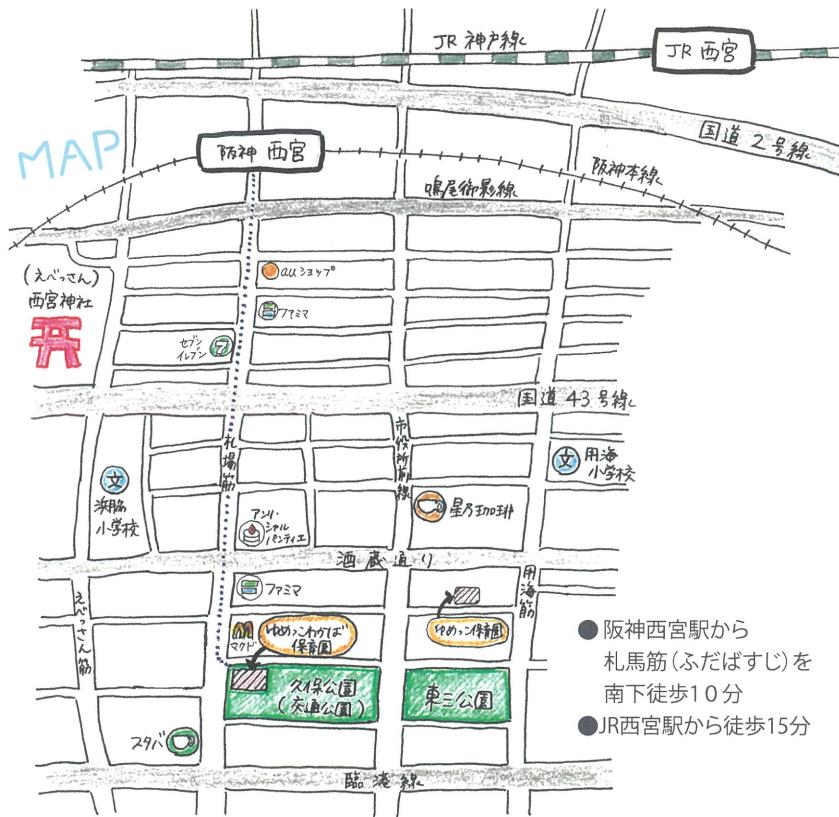 JR 神戸線
JR 西宮
国道 2号線
MAP
阪神 西宮
阪神本線
鳴尾御影線
auショップ
(えべっさん)
西宮神社
ファミマ
セブン
イレブン
国道 43 号線
札場筋
市役所前線
文
用海
小学校
文
浜脇
小学校
アンリ・
シャル
パンティエ
星乃珈琲
酒蔵通り
ファミマ
用海筋
えべっさん筋
マクド
ゆめっこわかば
保育園
ゆめっこ保育園
久保公園
(交通公園)
東三公園
スタバ
臨港線
● 阪神西宮駅から
札馬筋(ふだばすじ)を
南下徒歩10分
●JR西宮駅から徒歩15分